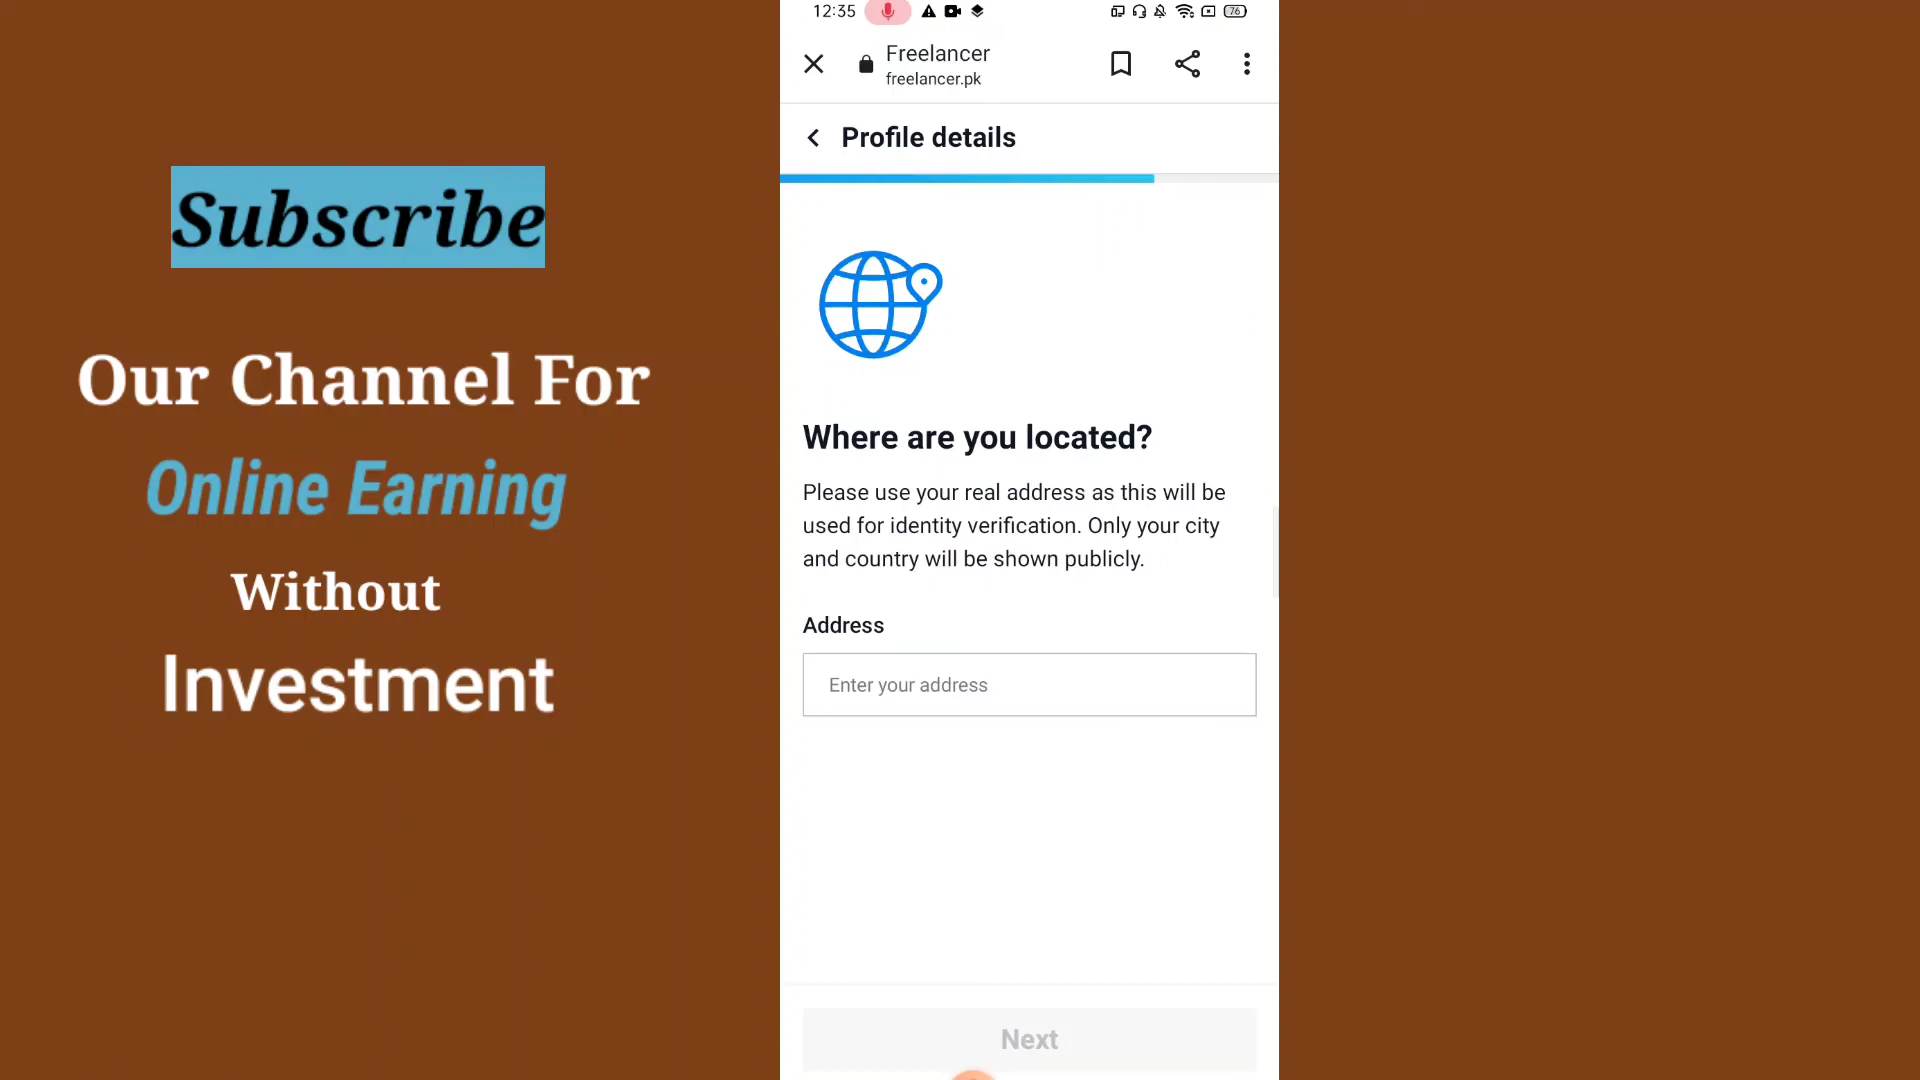 Subscribe
Our Channel For
Online Earning
Without
Investment
12:35
76
Freelancer
freelancer.pk
Profile details
Where are you located?
Please use your real address as this will be
used for identity verification. Only your city
and country will be shown publicly.
Address
Enter your address
Next